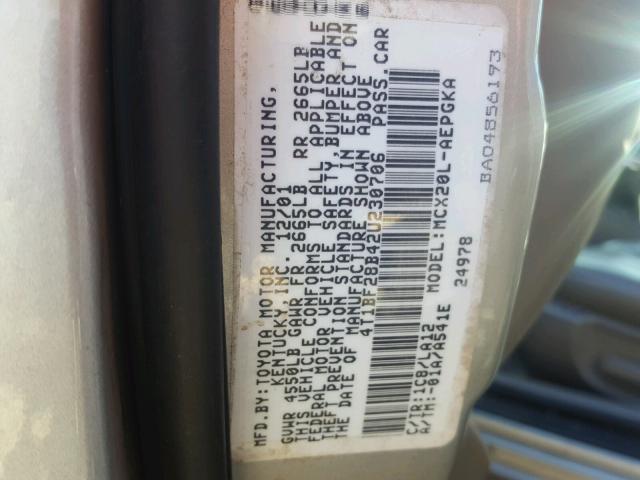 MFD.BY:TOYOTA MOTOR MANUFACTURING,
KENTUCKY,INC. 12/01
GVWR 4550LB GAWR FR 2665LB RR 2665LB
THIS VEHICLE CONFORMS TO ALL APPLICABLE
FEDERAL MOTOR VEHICLE SAFETY,BUMPER AND
THEFT PREVENTION STANDARDS IN EFFECT ON
THE DATE OF MANUFACTURE SHOWN ABOVE
4T1BF28B42U230706 PASS.CAR
C/TR:1C8/LA12 MODEL:MCX20L-AEPGKA
A/TM:-01A/A541E 24978
BA04856193